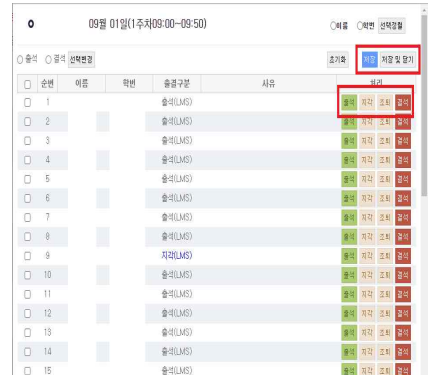 09월 01일(1주차09:00~09:50) ○이름 ○학번 선택정렬
○ 출석 ○ 결석 선택변경 초기화 저장 저장 및 닫기
순번 이름 학번 출결구분 사유 처리
1 출석(LMS) 출석 지각 조퇴 결석
2 출석(LMS) 출석 지각 조퇴 결석
3 출석(LMS) 출석 지각 조퇴 결석
4 출석(LMS) 출석 지각 조퇴 결석
5 출석(LMS) 출석 지각 조퇴 결석
6 출석(LMS) 출석 지각 조퇴 결석
7 출석(LMS) 출석 지각 조퇴 결석
8 출석(LMS) 출석 지각 조퇴 결석
9 지각(LMS) 출석 지각 조퇴 결석
10 출석(LMS) 출석 지각 조퇴 결석
11 출석(LMS) 출석 지각 조퇴 결석
12 출석(LMS) 출석 지각 조퇴 결석
13 출석(LMS) 출석 지각 조퇴 결석
14 출석(LMS) 출석 지각 조퇴 결석
15 출석(LMS) 출석 지각 조퇴 결석